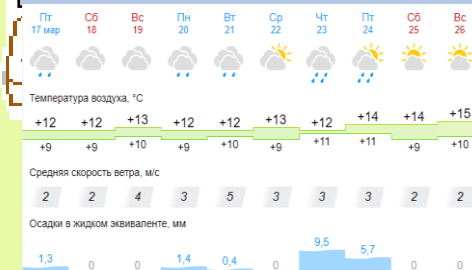 Пт Сб Вс Пн Вт Ср Чт Пт Сб Вс
17 мар 18 19 20 21 22 23 24 25 26
Температура воздуха, °C
+12 +12 +13 +12 +12 +13 +12 +14 +14 +15
+9 +9 +10 +9 +10 +9 +11 +11 +9 +10
Средняя скорость ветра, м/с
2 2 4 3 5 3 3 3 2 2
Осадки в жидком эквиваленте, мм
1,3 0 0 1,4 0,4 0 9,5 5,7 0 0